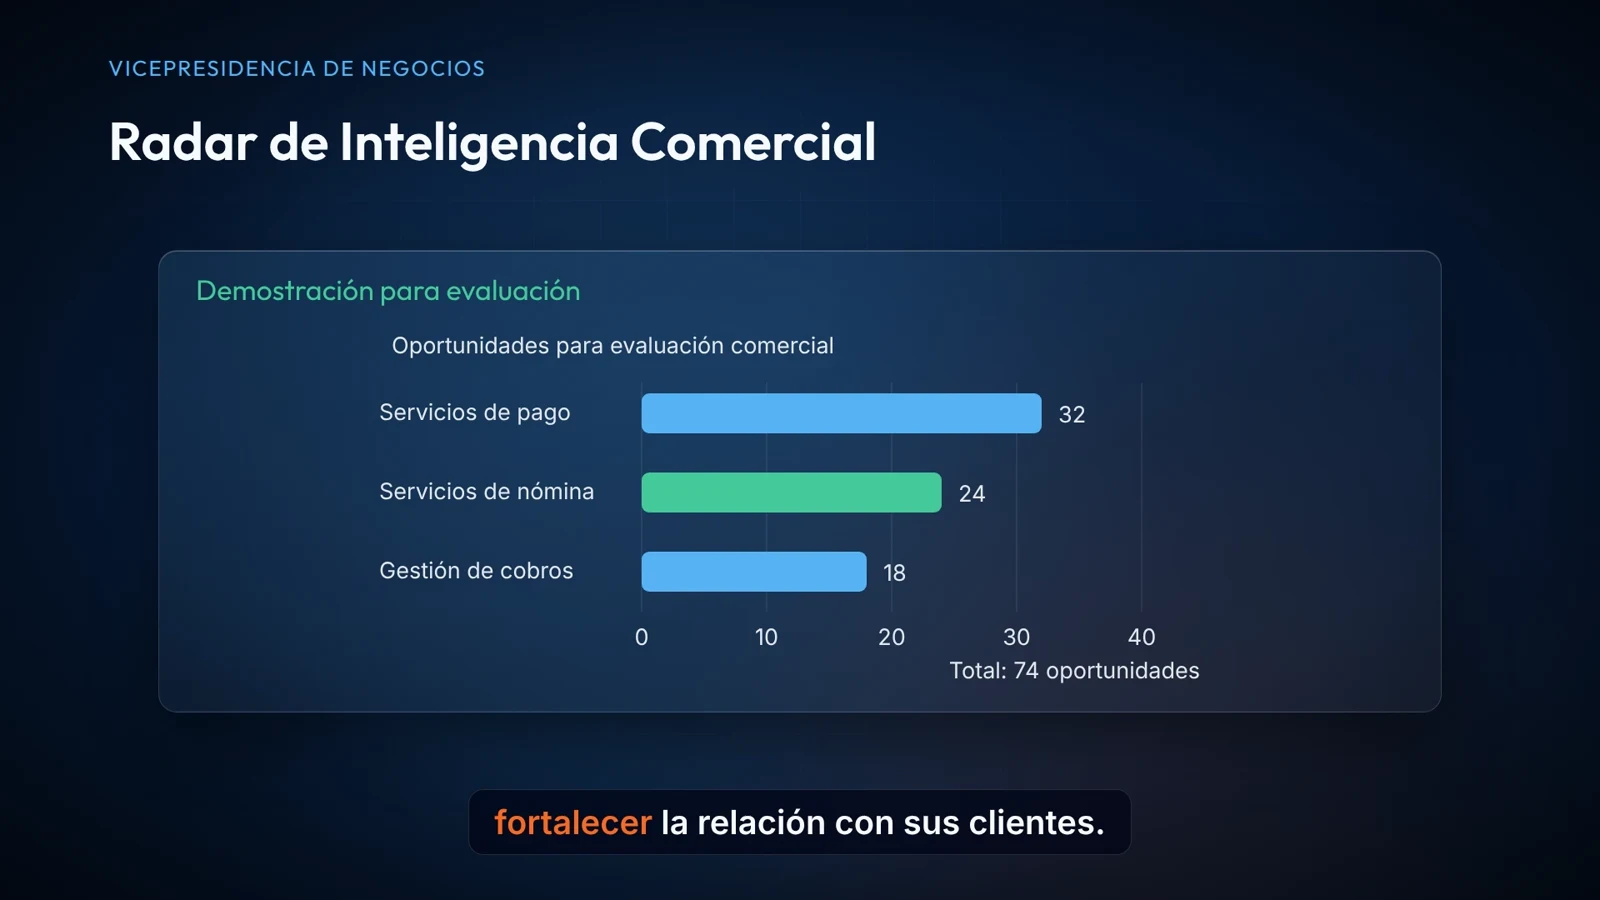 VICEPRESIDENCIA DE NEGOCIOS
Radar de Inteligencia Comercial
Demostración para evaluación
Oportunidades para evaluación comercial
Servicios de pago 32
Servicios de nómina 24
Gestión de cobros 18
0 10 20 30 40
Total: 74 oportunidades
fortalecer la relación con sus clientes.